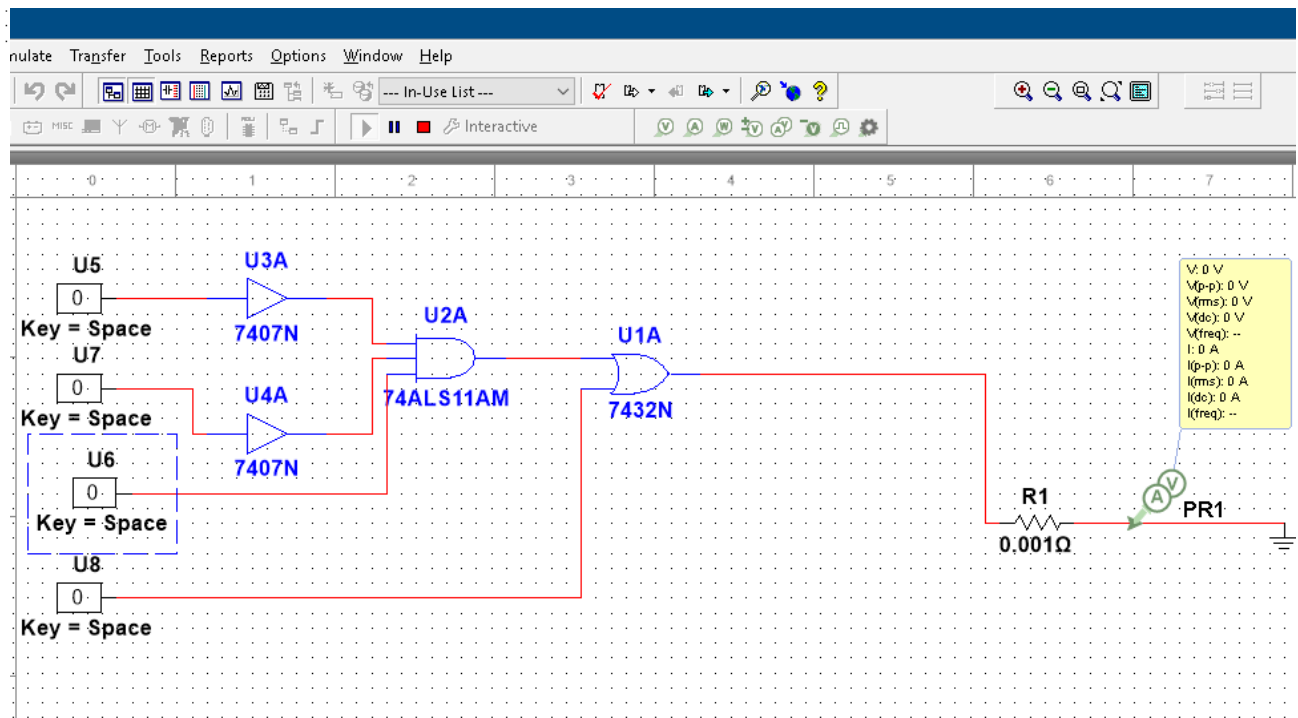 mulate Transfer Tools Reports Options Window Help
--- In-Use List ---
MISC Interactive
0 1 2 3 4 5 6 7
U5
0
Key = Space
U3A
7407N
U7
0
Key = Space
U4A
7407N
U2A
74ALS11AM
U1A
7432N
U6
0
Key = Space
U8
0
Key = Space
R1
0.001Ω
A V
PR1
V: 0 V
V(p-p): 0 V
V(rms): 0 V
V(dc): 0 V
V(freq): --
I: 0 A
I(p-p): 0 A
I(rms): 0 A
I(dc): 0 A
I(freq): --